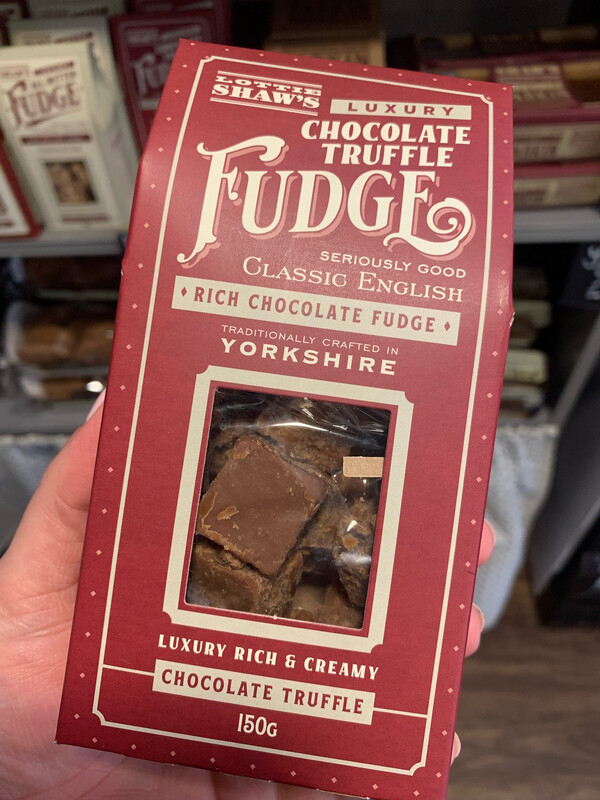 LOTTIE
SHAW'S
LUXURY
CHOCOLATE
TRUFFLE
FUDGE
SERIOUSLY GOOD
CLASSIC ENGLISH
RICH CHOCOLATE FUDGE
TRADITIONALLY CRAFTED IN
YORKSHIRE
LUXURY RICH & CREAMY
CHOCOLATE TRUFFLE
150G
FUDGE